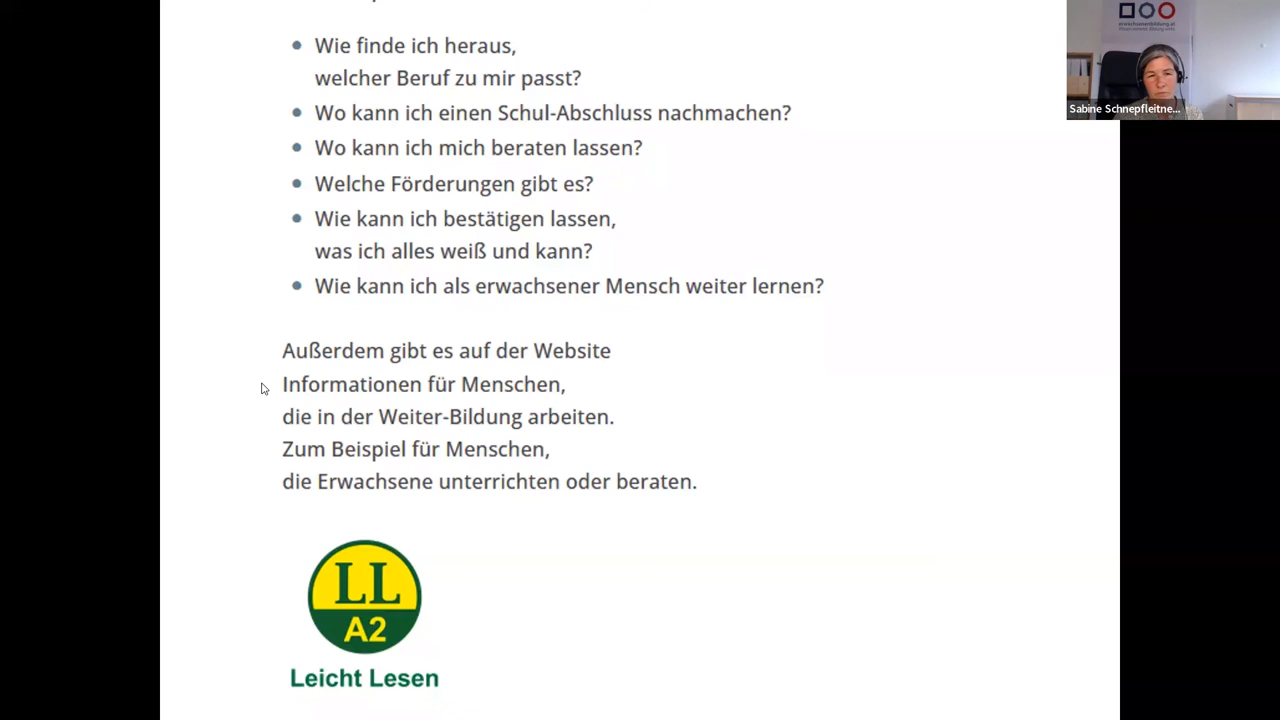 Wie finde ich heraus,
welcher Beruf zu mir passt?
Wo kann ich einen Schul-Abschluss nachmachen?
Wo kann ich mich beraten lassen?
Welche Förderungen gibt es?
Wie kann ich bestätigen lassen,
was ich alles weiß und kann?
Wie kann ich als erwachsener Mensch weiter lernen?
Außerdem gibt es auf der Website
Informationen für Menschen,
die in der Weiter-Bildung arbeiten.
Zum Beispiel für Menschen,
die Erwachsene unterrichten oder beraten.
LL
A2
Leicht Lesen
erwachsenenbildung.at
Sabine Schnepfleitne...